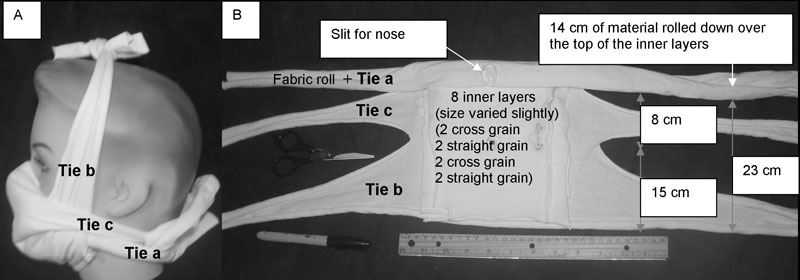 A
Tie b
Tie c
Tie a
B
Slit for nose
14 cm of material rolled down over
the top of the inner layers
Fabric roll + Tie a
8 inner layers
(size varied slightly)
(2 cross grain
2 straight grain
2 cross grain
2 straight grain)
Tie c
Tie b
8 cm
15 cm
23 cm